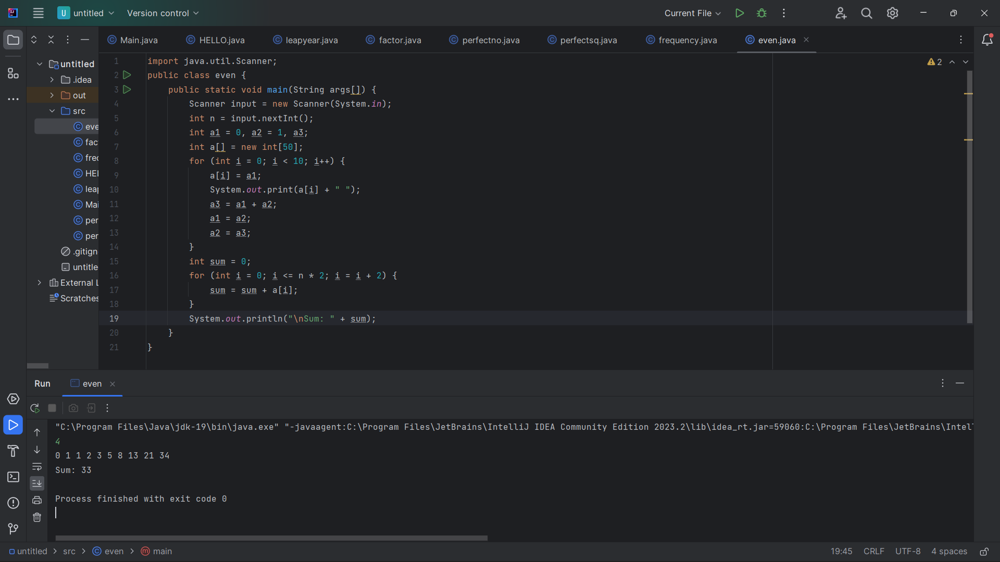 U untitled Version control Current File
Main.java HELLO.java leapyear.java factor.java perfectno.java perfectsq.java frequency.java even.java
untitled
.idea
out
src
eve
fac
fred
HEL
leap
Mai
per
per
.gitign
untitle
External L
Scratches
2
1 import java.util.Scanner;
2 public class even {
3 public static void main(String args[]) {
4 Scanner input = new Scanner(System.in);
5 int n = input.nextInt();
6 int a1 = 0, a2 = 1, a3;
7 int a[] = new int[50];
8 for (int i = 0; i < 10; i++) {
9 a[i] = a1;
10 System.out.print(a[i] + " ");
11 a3 = a1 + a2;
12 a1 = a2;
13 a2 = a3;
14 }
15 int sum = 0;
16 for (int i = 0; i <= n * 2; i = i + 2) {
17 sum = sum + a[i];
18 }
19 System.out.println("\nSum: " + sum);
20 }
21 }
Run even
"C:\Program Files\Java\jdk-19\bin\java.exe" "-javaagent:C:\Program Files\JetBrains\IntelliJ IDEA Community Edition 2023.2\lib\idea_rt.jar=59060:C:\Program Files\JetBrains\Intel
4
0 1 1 2 3 5 8 13 21 34
Sum: 33
Process finished with exit code 0
untitled > src > even > main 19:45 CRLF UTF-8 4 spaces